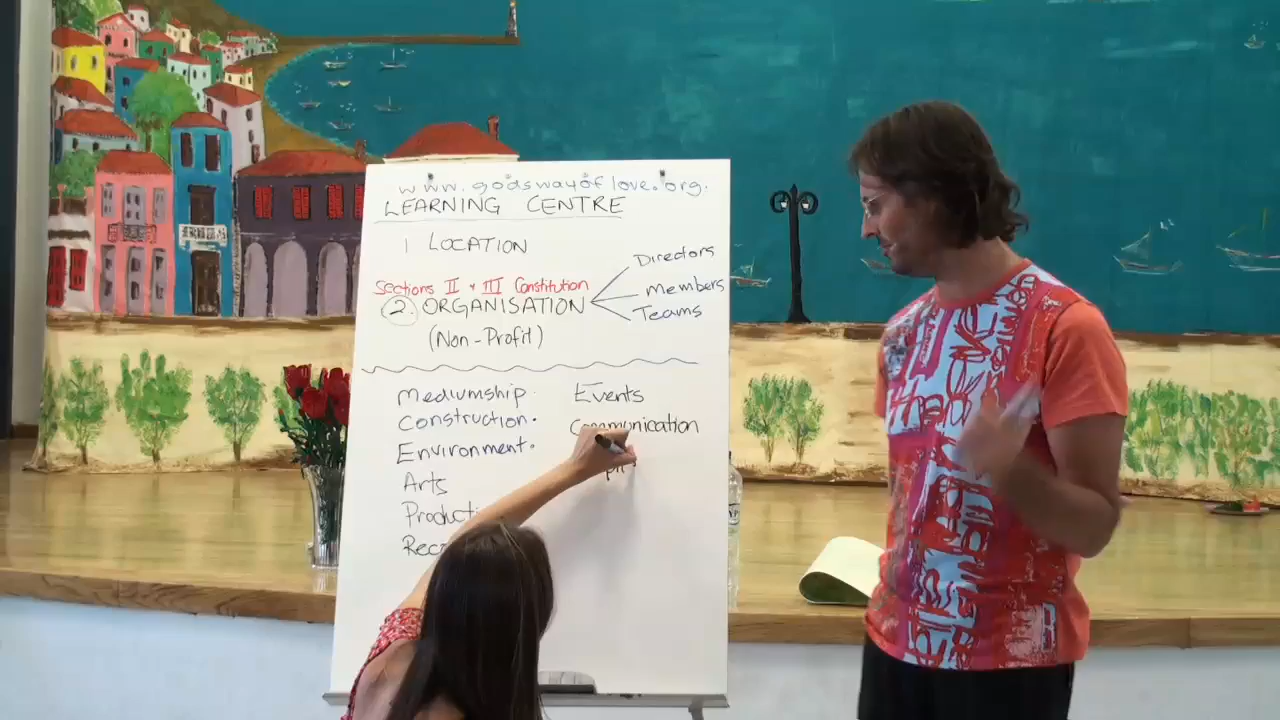 www.godswayoflove.org.
LEARNING CENTRE
1 LOCATION
Sections II + III Constitution
2. ORGANISATION
Directors
members
Teams
(Non-Profit)
Mediumship
Construction
Environment
Arts
Events
Communication